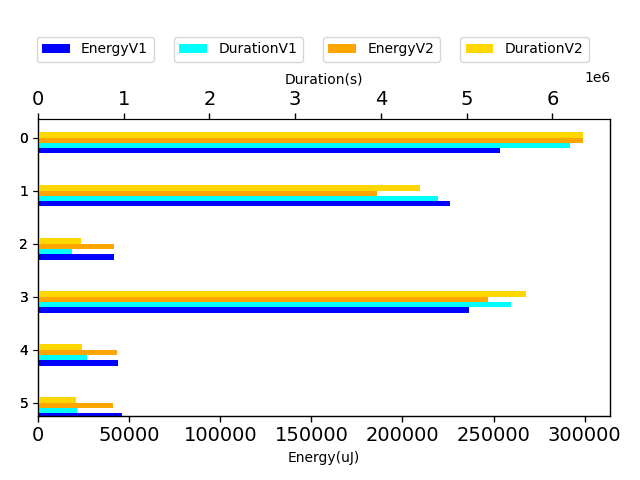 EnergyV1 DurationV1 EnergyV2 DurationV2
Duration(s)
1e6
0 1 2 3 4 5 6
0
1
2
3
4
5
0 50000 100000 150000 200000 250000 300000
Energy(uJ)